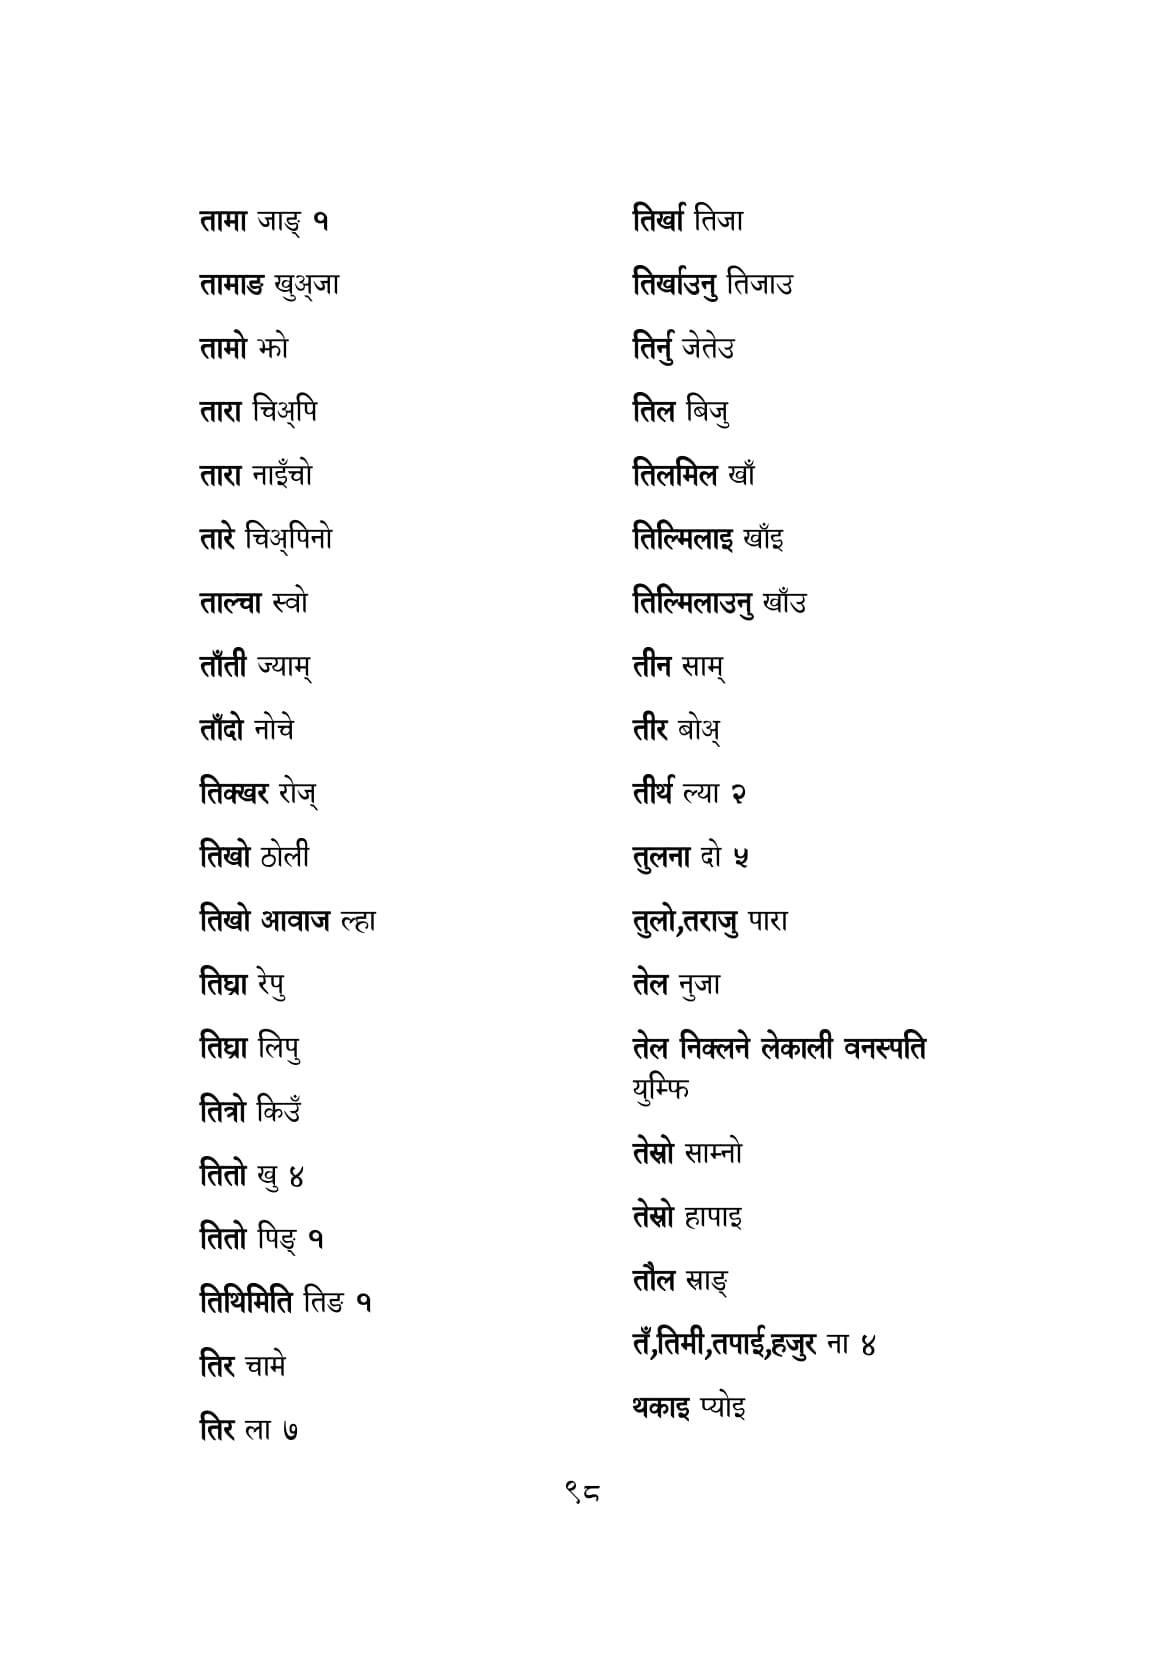 तामा जाङ् १
तामाङ खुअ्जा
तामो झो
तारा चिअ्पि
तारा नाइँचो
तारे चिअ्पिनो
ताल्चा स्वो
ताँती ज्याम्
ताँदो नोचे
तिक्खर रोज्
तिखो ठोली
तिखो आवाज ल्हा
तिघ्रा रेपु
तिघ्रा लिपु
तित्रो किउँ
तितो खु ४
तितो पिङ् १
तिथिमिति तिङ १
तिर चामे
तिर ला ७
तिर्खा तिजा
तिर्खाउनु तिजाउ
तिर्नु जेतेउ
तिल बिजु
तिलमिल खाँ
तिल्मिलाइ खाँइ
तिल्मिलाउनु खाँउ
तीन साम्
तीर बोअ्
तीर्थ ल्या २
तुलना दो ५
तुलो,तराजु पारा
तेल नुजा
तेल निक्लने लेकाली वनस्पति
युम्फि
तेस्रो साम्नो
तेस्रो हापाइ
तौल स्राङ्
तँ,तिमी,तपाई,हजुर ना ४
थकाइ प्योइ
९८